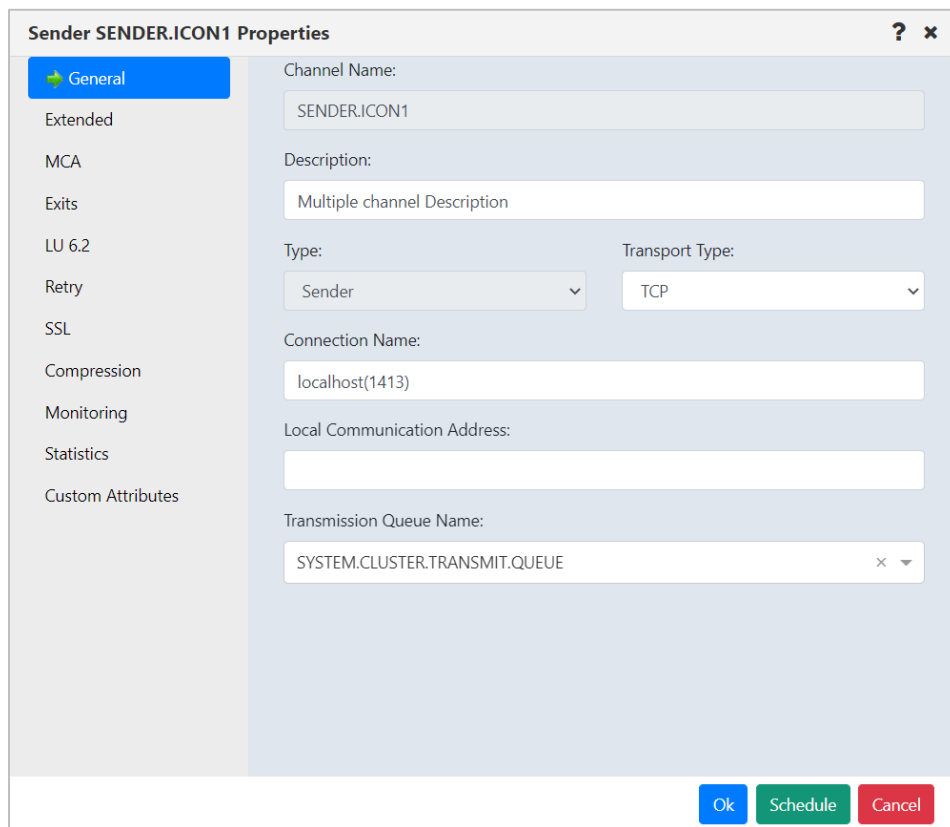 Sender SENDER.ICON1 Properties
? ×
General
Extended
MCA
Exits
LU 6.2
Retry
SSL
Compression
Monitoring
Statistics
Custom Attributes
Channel Name:
SENDER.ICON1
Description:
Multiple channel Description
Type: Transport Type:
Sender TCP
Connection Name:
localhost(1413)
Local Communication Address:
Transmission Queue Name:
SYSTEM.CLUSTER.TRANSMIT.QUEUE ×
Ok Schedule Cancel